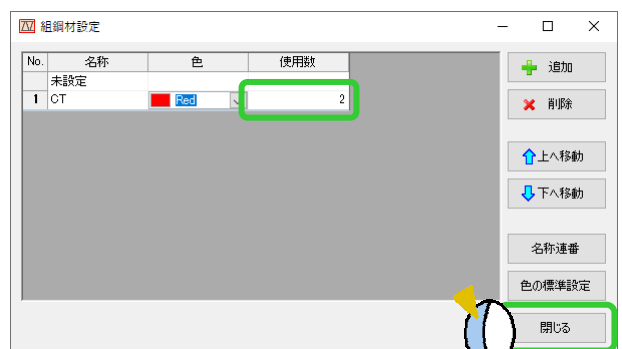 組鋼材設定
No. 名称 色 使用数
未設定
1 CT Red 2
追加
削除
上へ移動
下へ移動
名称連番
色の標準設定
閉じる